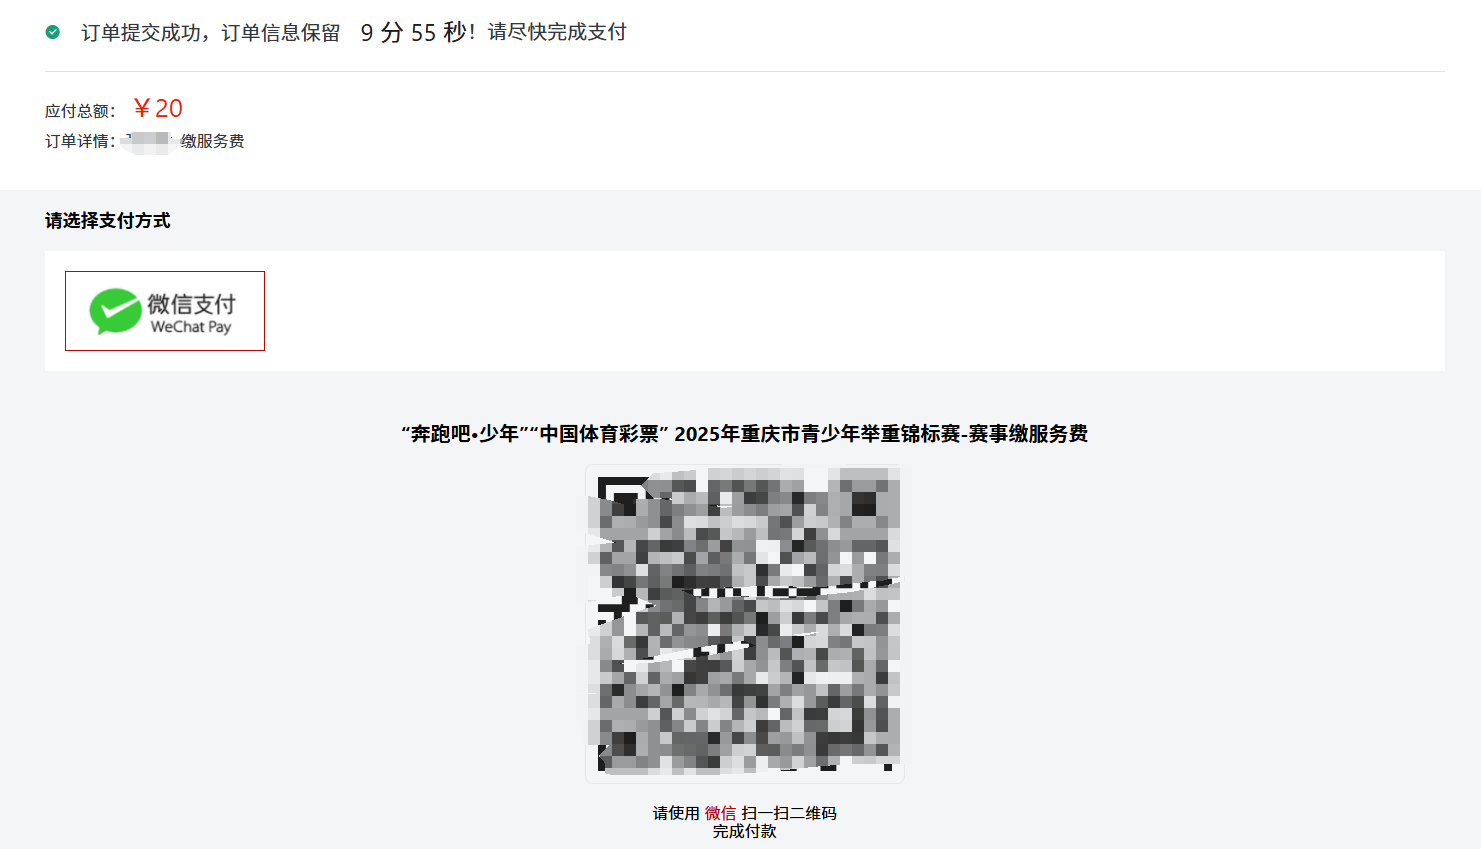 订单提交成功，订单信息保留 9 分 55 秒！请尽快完成支付
应付总额：￥20
订单详情：缴服务费
请选择支付方式
微信支付
WeChat Pay
“奔跑吧•少年”“中国体育彩票” 2025年重庆市青少年举重锦标赛-赛事缴服务费
请使用 微信 扫一扫二维码
完成付款